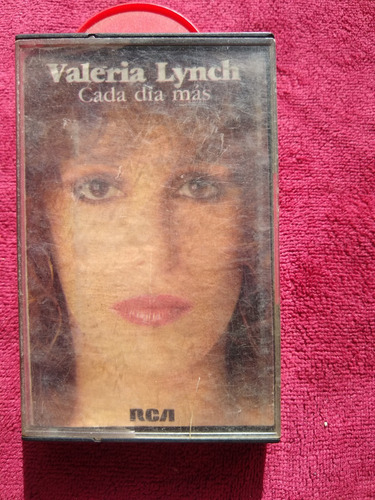 Valeria Lynch
Cada día más
RCA